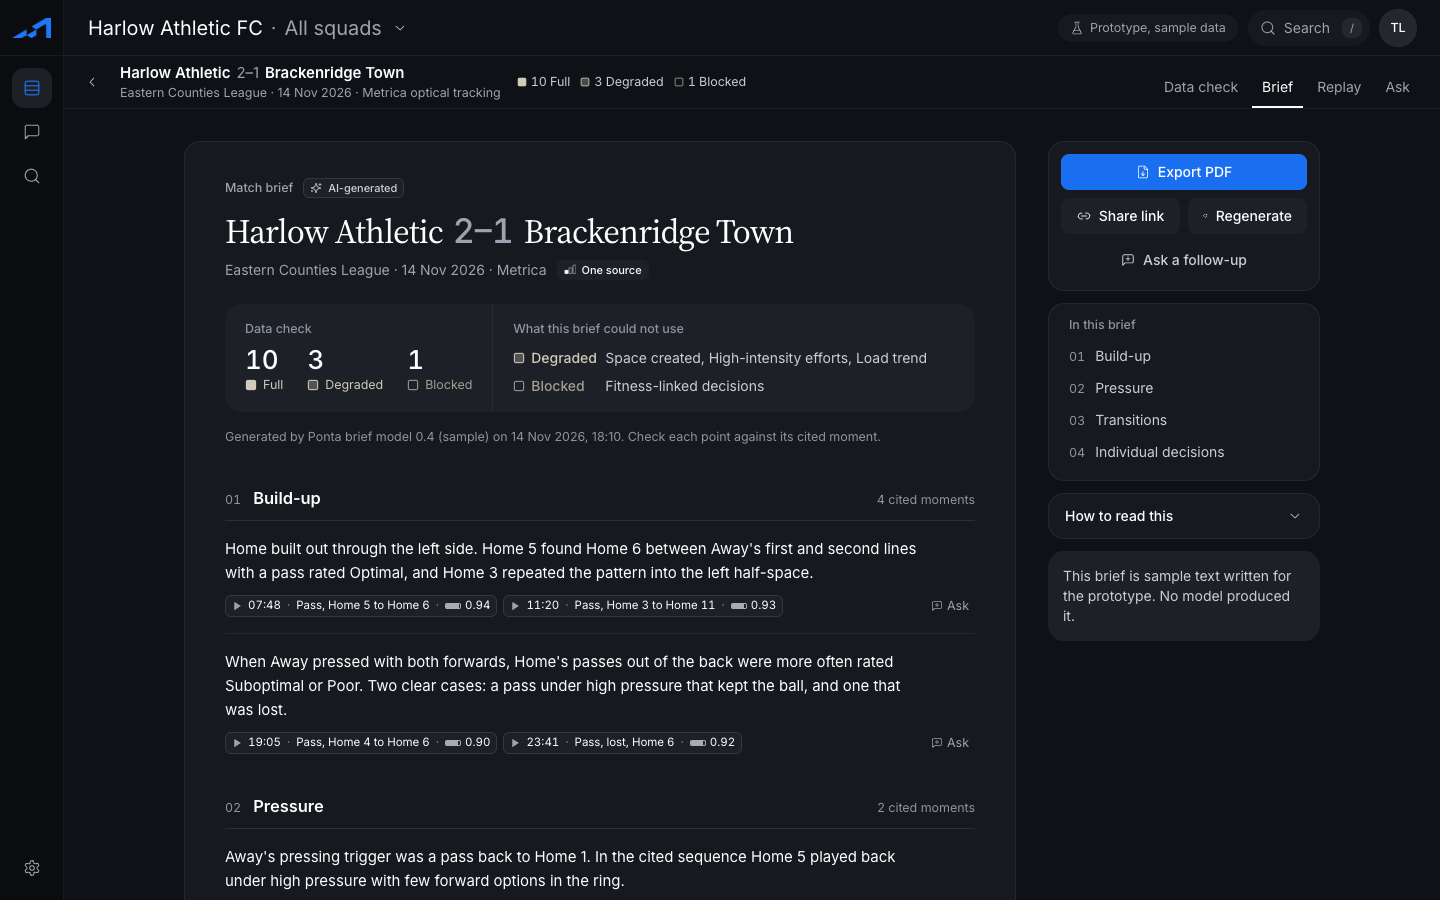 Harlow Athletic FC · All squads
Prototype, sample data
Search /
TL
Harlow Athletic 2–1 Brackenridge Town
Eastern Counties League · 14 Nov 2026 · Metrica optical tracking
10 Full 3 Degraded 1 Blocked
Data check Brief Replay Ask
Match brief AI-generated
Harlow Athletic 2–1 Brackenridge Town
Eastern Counties League · 14 Nov 2026 · Metrica One source
Data check
10 3 1
Full Degraded Blocked
What this brief could not use
Degraded Space created, High-intensity efforts, Load trend
Blocked Fitness-linked decisions
Generated by Ponta brief model 0.4 (sample) on 14 Nov 2026, 18:10. Check each point against its cited moment.
01 Build-up 4 cited moments
Home built out through the left side. Home 5 found Home 6 between Away's first and second lines
with a pass rated Optimal, and Home 3 repeated the pattern into the left half-space.
07:48 · Pass, Home 5 to Home 6 · 0.94 11:20 · Pass, Home 3 to Home 11 · 0.93 Ask
When Away pressed with both forwards, Home's passes out of the back were more often rated
Suboptimal or Poor. Two clear cases: a pass under high pressure that kept the ball, and one that
was lost.
19:05 · Pass, Home 4 to Home 6 · 0.90 23:41 · Pass, lost, Home 6 · 0.92 Ask
02 Pressure 2 cited moments
Away's pressing trigger was a pass back to Home 1. In the cited sequence Home 5 played back
under high pressure with few forward options in the ring.
Export PDF
Share link Regenerate
Ask a follow-up
In this brief
01 Build-up
02 Pressure
03 Transitions
04 Individual decisions
How to read this
This brief is sample text written for
the prototype. No model produced
it.